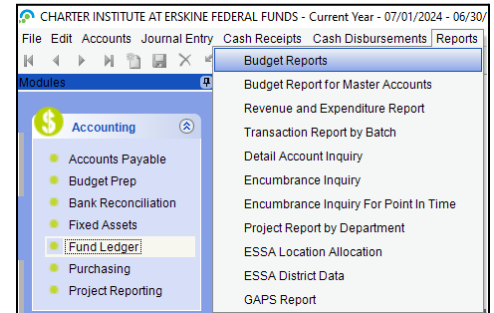 CHARTER INSTITUTE AT ERSKINE FEDERAL FUNDS - Current Year - 07/01/2024 - 06/30/
File Edit Accounts Journal Entry Cash Receipts Cash Disbursements Reports
Modules
Accounting
Accounts Payable
Budget Prep
Bank Reconciliation
Fixed Assets
Fund Ledger
Purchasing
Project Reporting
Budget Reports
Budget Report for Master Accounts
Revenue and Expenditure Report
Transaction Report by Batch
Detail Account Inquiry
Encumbrance Inquiry
Encumbrance Inquiry For Point In Time
Project Report by Department
ESSA Location Allocation
ESSA District Data
GAPS Report